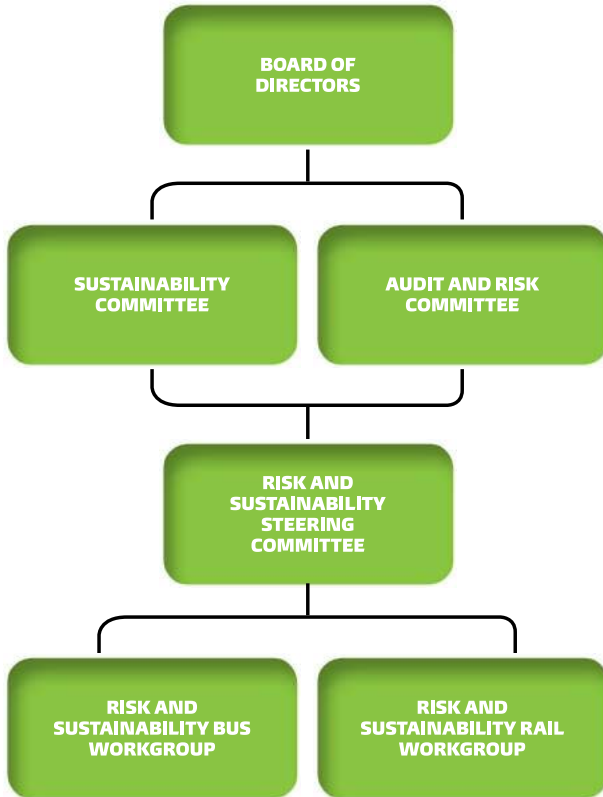 BOARD OF
DIRECTORS
SUSTAINABILITY
COMMITTEE
AUDIT AND RISK
COMMITTEE
RISK AND
SUSTAINABILITY
STEERING
COMMITTEE
RISK AND
SUSTAINABILITY BUS
WORKGROUP
RISK AND
SUSTAINABILITY RAIL
WORKGROUP